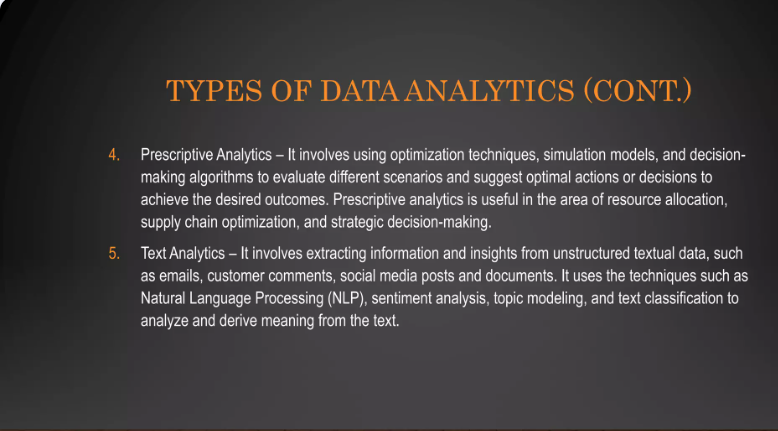 TYPES OF DATA ANALYTICS (CONT.)
4. Prescriptive Analytics – It involves using optimization techniques, simulation models, and decision-
making algorithms to evaluate different scenarios and suggest optimal actions or decisions to
achieve the desired outcomes. Prescriptive analytics is useful in the area of resource allocation,
supply chain optimization, and strategic decision-making.
5. Text Analytics – It involves extracting information and insights from unstructured textual data, such
as emails, customer comments, social media posts and documents. It uses the techniques such as
Natural Language Processing (NLP), sentiment analysis, topic modeling, and text classification to
analyze and derive meaning from the text.